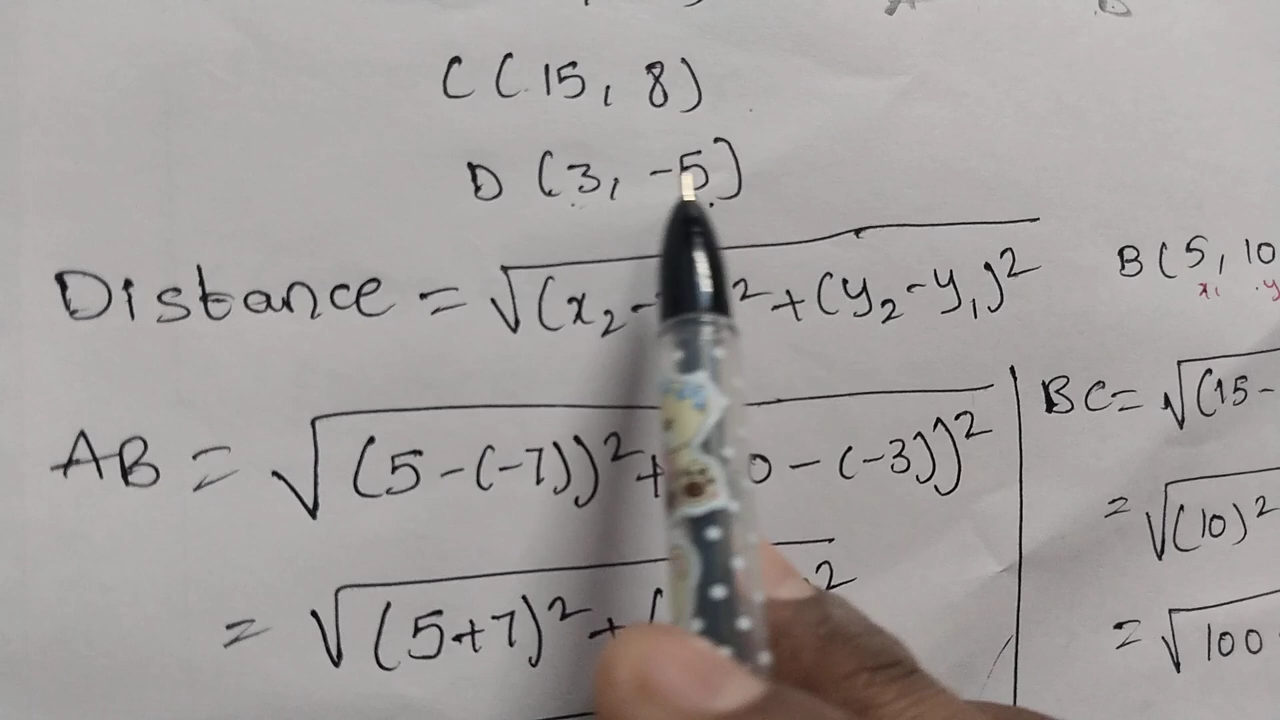 C (15, 8)
D (3, -5)
Distance = √(x₂- ² + (y₂-y₁)²
AB = √(5-(-7))² + 0-(-3))²
= √(5+7)² + ( ²
B (5, 10
x₁ y
BC = √(15-
= √(10)²
= √100